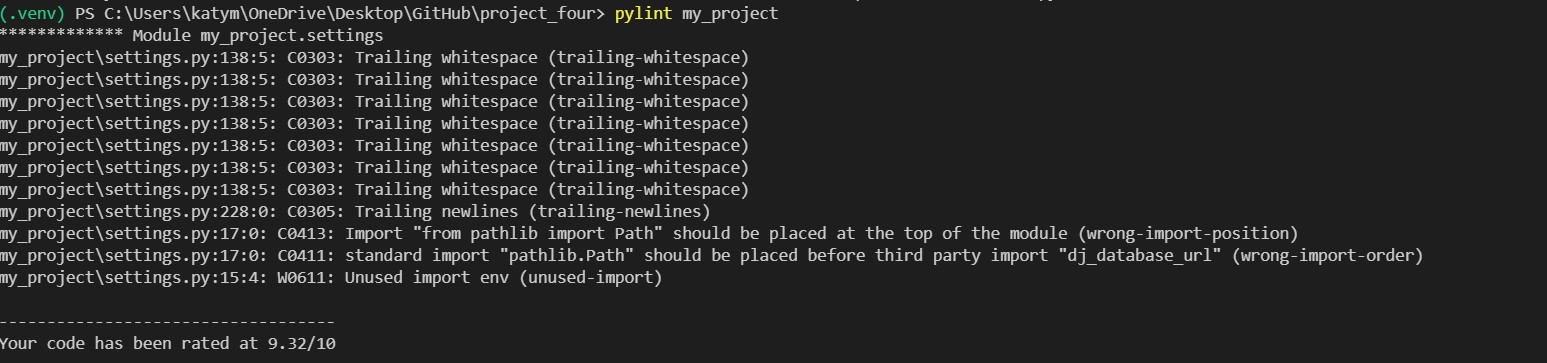 (.venv) PS C:\Users\katym\OneDrive\Desktop\GitHub\project_four> pylint my_project
************* Module my_project.settings
my_project\settings.py:138:5: C0303: Trailing whitespace (trailing-whitespace)
my_project\settings.py:138:5: C0303: Trailing whitespace (trailing-whitespace)
my_project\settings.py:138:5: C0303: Trailing whitespace (trailing-whitespace)
my_project\settings.py:138:5: C0303: Trailing whitespace (trailing-whitespace)
my_project\settings.py:138:5: C0303: Trailing whitespace (trailing-whitespace)
my_project\settings.py:138:5: C0303: Trailing whitespace (trailing-whitespace)
my_project\settings.py:138:5: C0303: Trailing whitespace (trailing-whitespace)
my_project\settings.py:228:0: C0305: Trailing newlines (trailing-newlines)
my_project\settings.py:17:0: C0413: Import "from pathlib import Path" should be placed at the top of the module (wrong-import-position)
my_project\settings.py:17:0: C0411: standard import "pathlib.Path" should be placed before third party import "dj_database_url" (wrong-import-order)
my_project\settings.py:15:4: W0611: Unused import env (unused-import)

-----------------------------------
Your code has been rated at 9.32/10